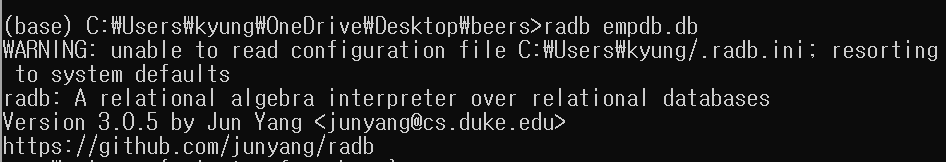 (base) C:₩Users₩kyung₩OneDrive₩Desktop₩beers>radb empdb.db
WARNING: unable to read configuration file C:₩Users₩kyung/.radb.ini; resorting
 to system defaults
radb: A relational algebra interpreter over relational databases
Version 3.0.5 by Jun Yang <junyang@cs.duke.edu>
https://github.com/junyang/radb